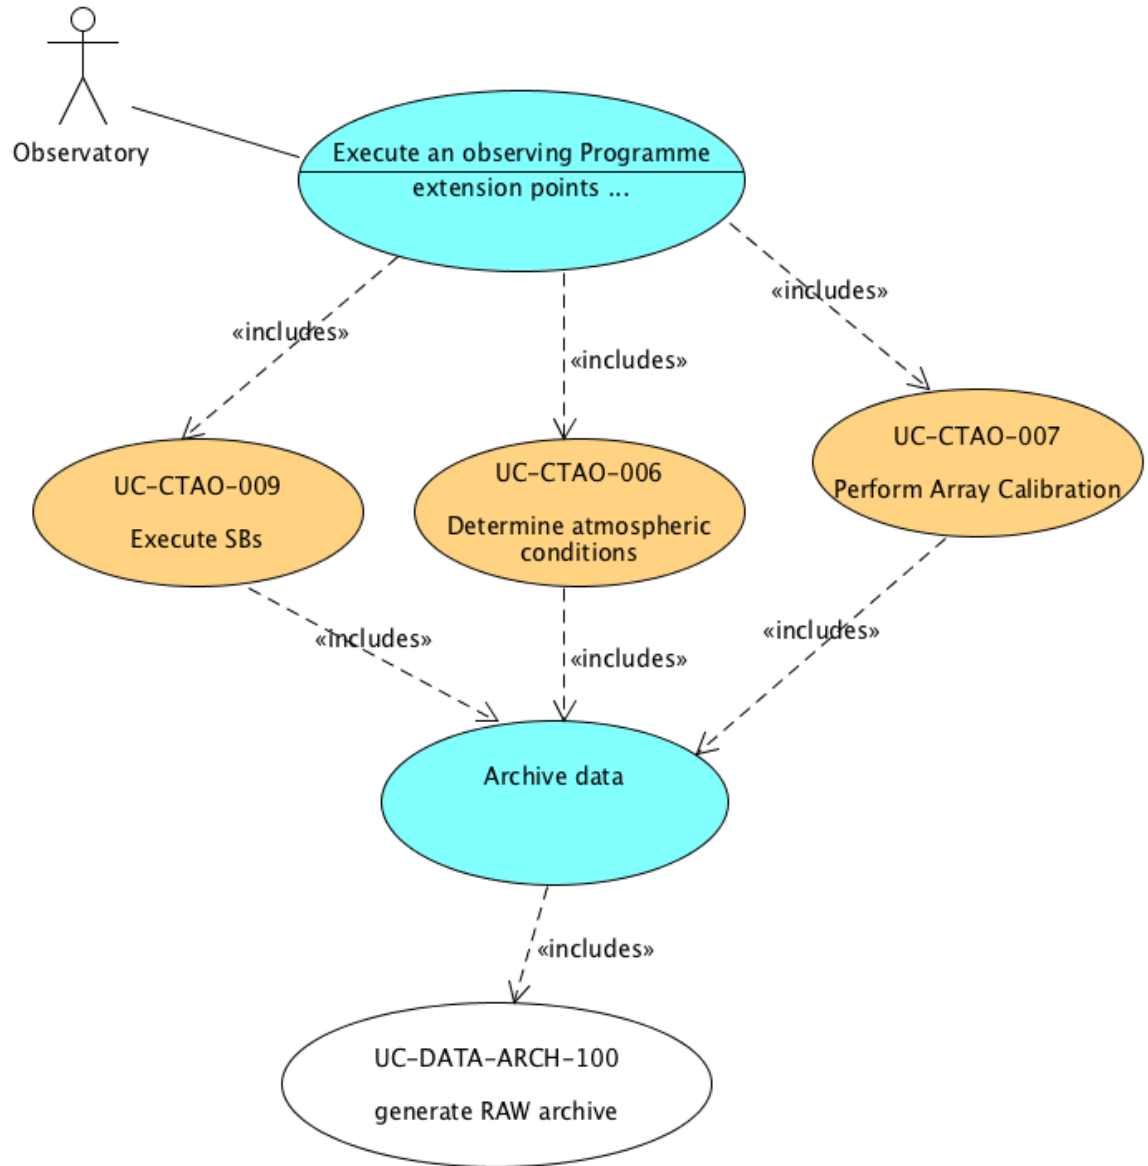 Observatory
Execute an observing Programme
extension points ...
«includes»
«includes»
«includes»
UC-CTAO-009
Execute SBs
UC-CTAO-006
Determine atmospheric
conditions
UC-CTAO-007
Perform Array Calibration
«includes»
«includes»
«includes»
Archive data
«includes»
UC-DATA-ARCH-100
generate RAW archive